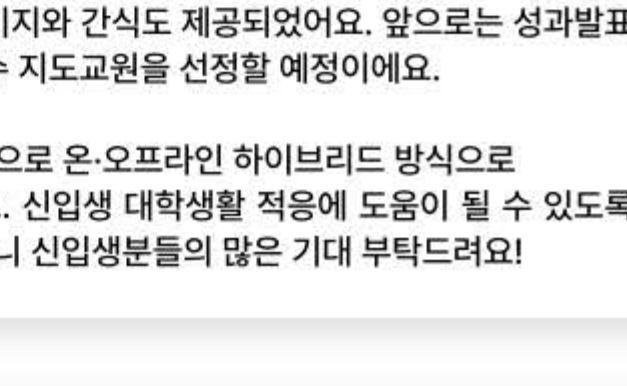 이지와 간식도 제공되었어요. 앞으로는 성과발표
지도교원을 선정할 예정이에요.
으로 온·오프라인 하이브리드 방식으로
. 신입생 대학생활 적응에 도움이 될 수 있도록
니 신입생분들의 많은 기대 부탁드려요!